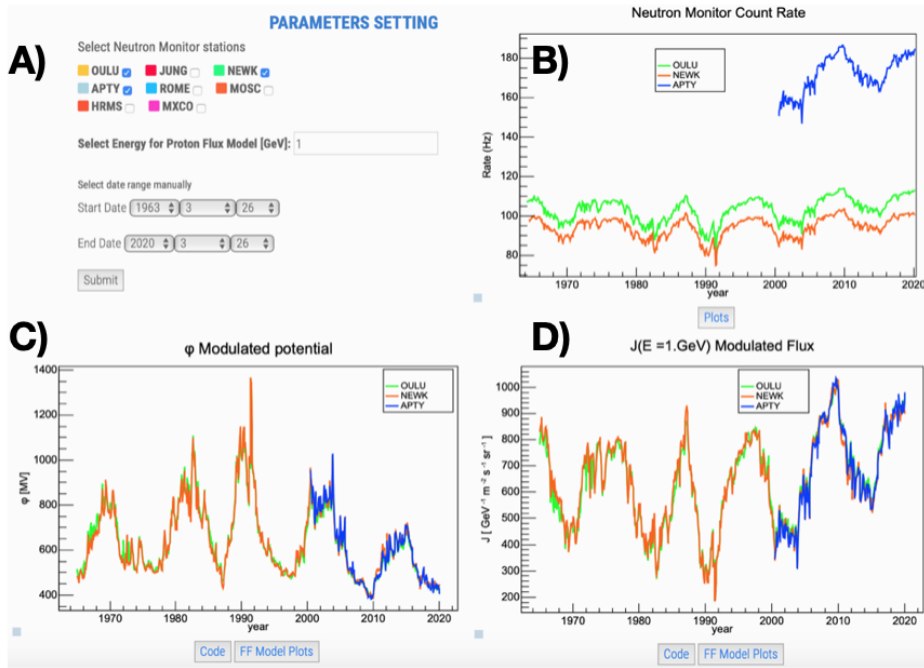 A)
PARAMETERS SETTING
Select Neutron Monitor stations
OULU JUNG NEWK
APTY ROME MOSC
HRMS MXCO
Select Energy for Proton Flux Model [GeV]: 1
Select date range manually
Start Date 1963 3 26
End Date 2020 3 26
Submit
B)
Neutron Monitor Count Rate
OULU
NEWK
APTY
Rate (Hz)
180
160
140
120
100
80
1970 1980 1990 2000 2010 2020
year
Plots
C)
φ Modulated potential
OULU
NEWK
APTY
φ [MV]
1400
1200
1000
800
600
400
1970 1980 1990 2000 2010 2020
year
Code FF Model Plots
D)
J(E =1.GeV) Modulated Flux
OULU
NEWK
APTY
J [ GeV⁻¹ m⁻² s⁻¹ sr⁻¹ ]
1000
900
800
700
600
500
400
300
200
1970 1980 1990 2000 2010 2020
year
Code FF Model Plots